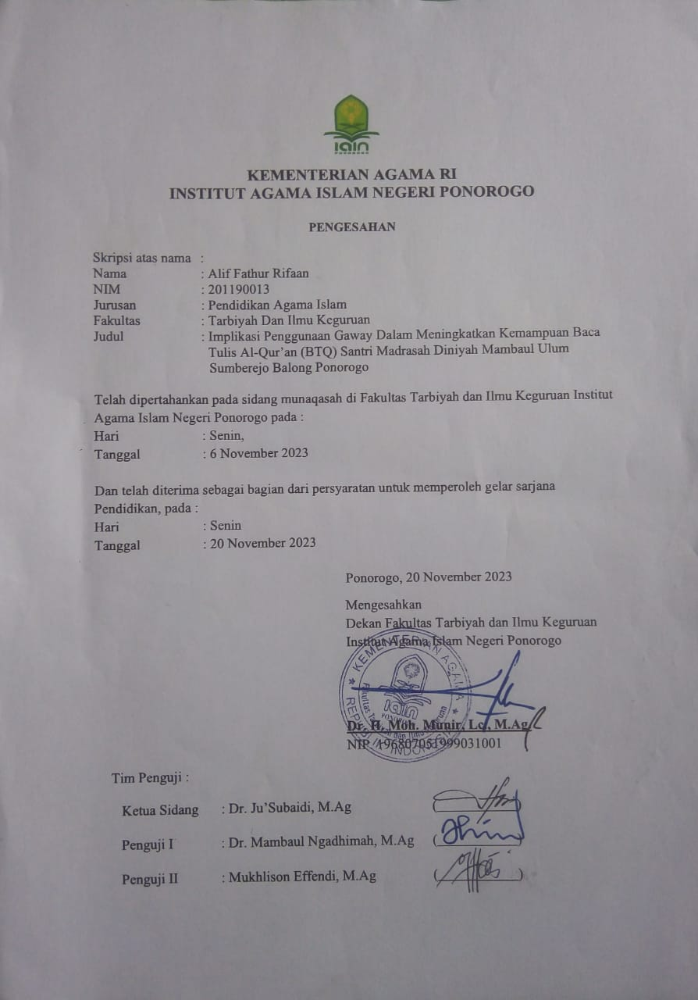 iain
PONOROGO
KEMENTERIAN AGAMA RI
INSTITUT AGAMA ISLAM NEGERI PONOROGO
PENGESAHAN
Skripsi atas nama :
Nama : Alif Fathur Rifaan
NIM : 201190013
Jurusan : Pendidikan Agama Islam
Fakultas : Tarbiyah Dan Ilmu Keguruan
Judul : Implikasi Penggunaan Gaway Dalam Meningkatkan Kemampuan Baca
Tulis Al-Qur'an (BTQ) Santri Madrasah Diniyah Mambaul Ulum
Sumberejo Balong Ponorogo
Telah dipertahankan pada sidang munaqasah di Fakultas Tarbiyah dan Ilmu Keguruan Institut
Agama Islam Negeri Ponorogo pada :
Hari : Senin,
Tanggal : 6 November 2023
Dan telah diterima sebagai bagian dari persyaratan untuk memperoleh gelar sarjana
Pendidikan, pada :
Hari : Senin
Tanggal : 20 November 2023
Ponorogo, 20 November 2023
Mengesahkan
Dekan Fakultas Tarbiyah dan Ilmu Keguruan
Institut Agama Islam Negeri Ponorogo
KEMENTERIAN AGAMA
iain
Dr. H. Moh. Munir, Lc, M.Ag
NIP. 196807051999031001
Tim Penguji :
Ketua Sidang : Dr. Ju'Subaidi, M.Ag
Penguji I : Dr. Mambaul Ngadhimah, M.Ag ( )
Penguji II : Mukhlison Effendi, M.Ag ( )